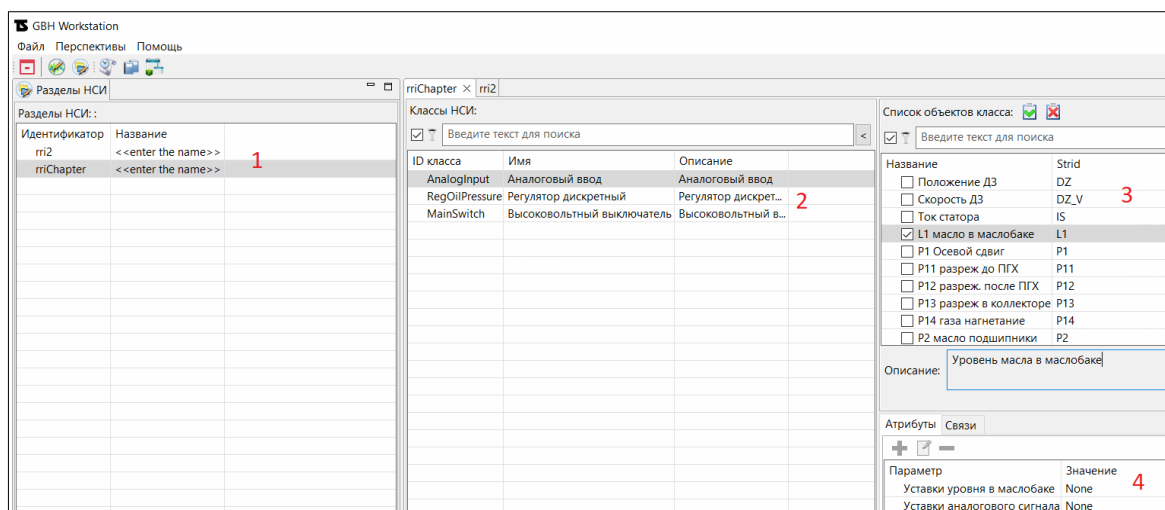 GBH Workstation
Файл Перспективы Помощь
Разделы НСИ
Разделы НСИ: :
Идентификатор Название
rri2 <<enter the name>>
rriChapter <<enter the name>>
1
rriChapter rri2
Классы НСИ:
Введите текст для поиска <
ID класса Имя Описание
AnalogInput Аналоговый ввод Аналоговый ввод
RegOilPressure Регулятор дискретный Регулятор дискрет...
MainSwitch Высоковольтный выключатель Высоковольтный в...
2
Список объектов класса:
Введите текст для поиска
Название Strid
Положение ДЗ DZ
Скорость ДЗ DZ_V
Ток статора IS
L1 масло в маслобаке L1
P1 Осевой сдвиг P1
P11 разреж до ПГХ P11
P12 разреж. после ПГХ P12
P13 разреж в коллекторе P13
P14 газа нагнетание P14
P2 масло подшипники P2
3
Описание: Уровень масла в маслобаке
Атрибуты Связи
Параметр Значение
Уставки уровня в маслобаке None
Уставки аналогового сигнала None
4